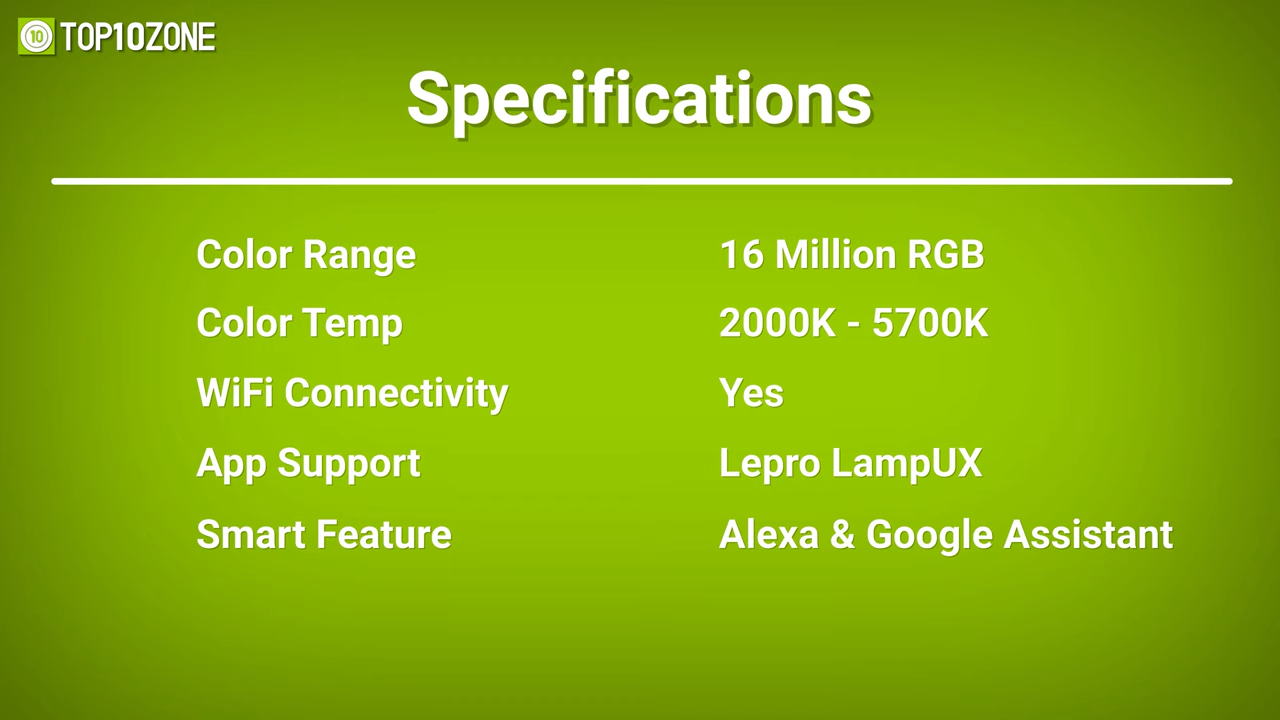 10 TOP10ZONE
Specifications
Color Range 16 Million RGB
Color Temp 2000K - 5700K
WiFi Connectivity Yes
App Support Lepro LampUX
Smart Feature Alexa & Google Assistant